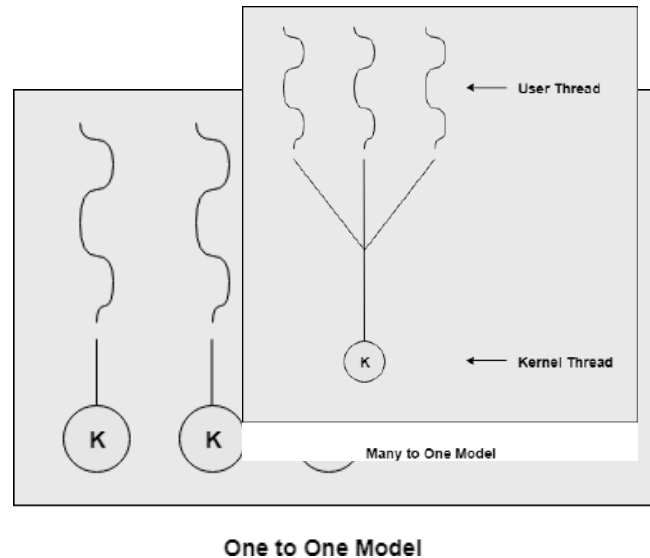 User Thread
K
Kernel Thread
K
K
Many to One Model
One to One Model